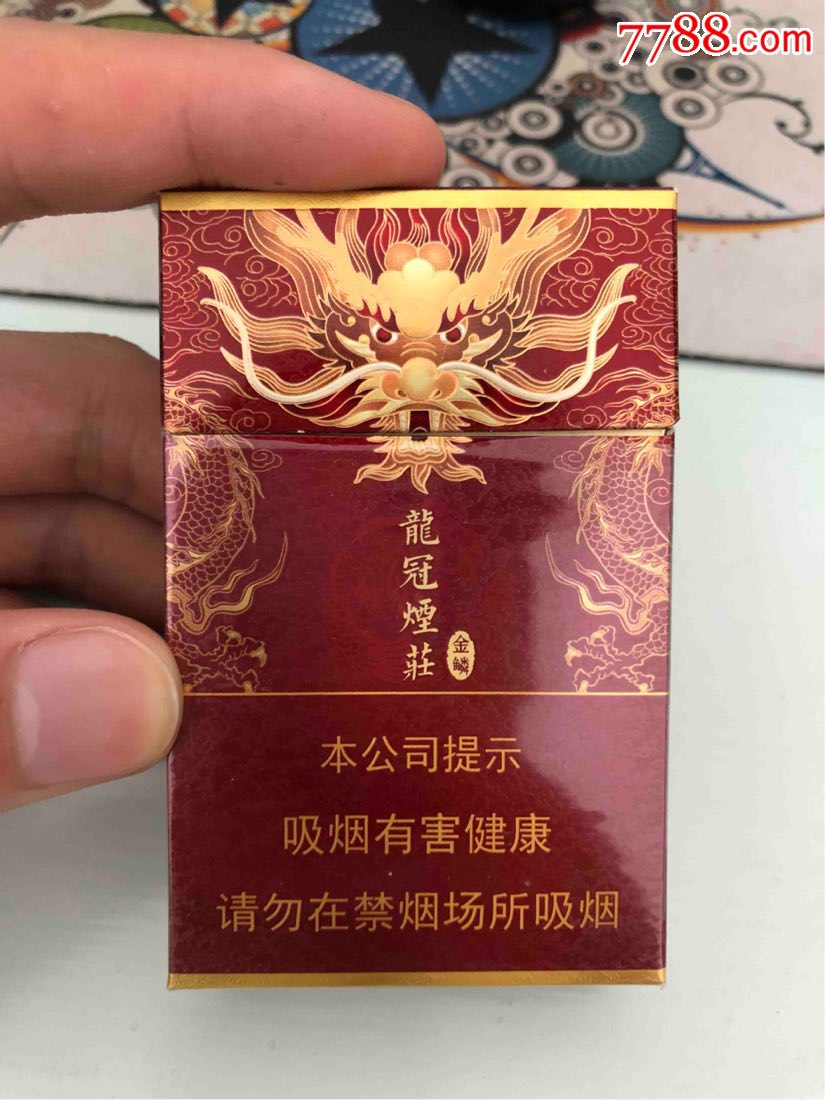 7788.com
龍冠煙莊
金鱗
本公司提示
吸烟有害健康
请勿在禁烟场所吸烟